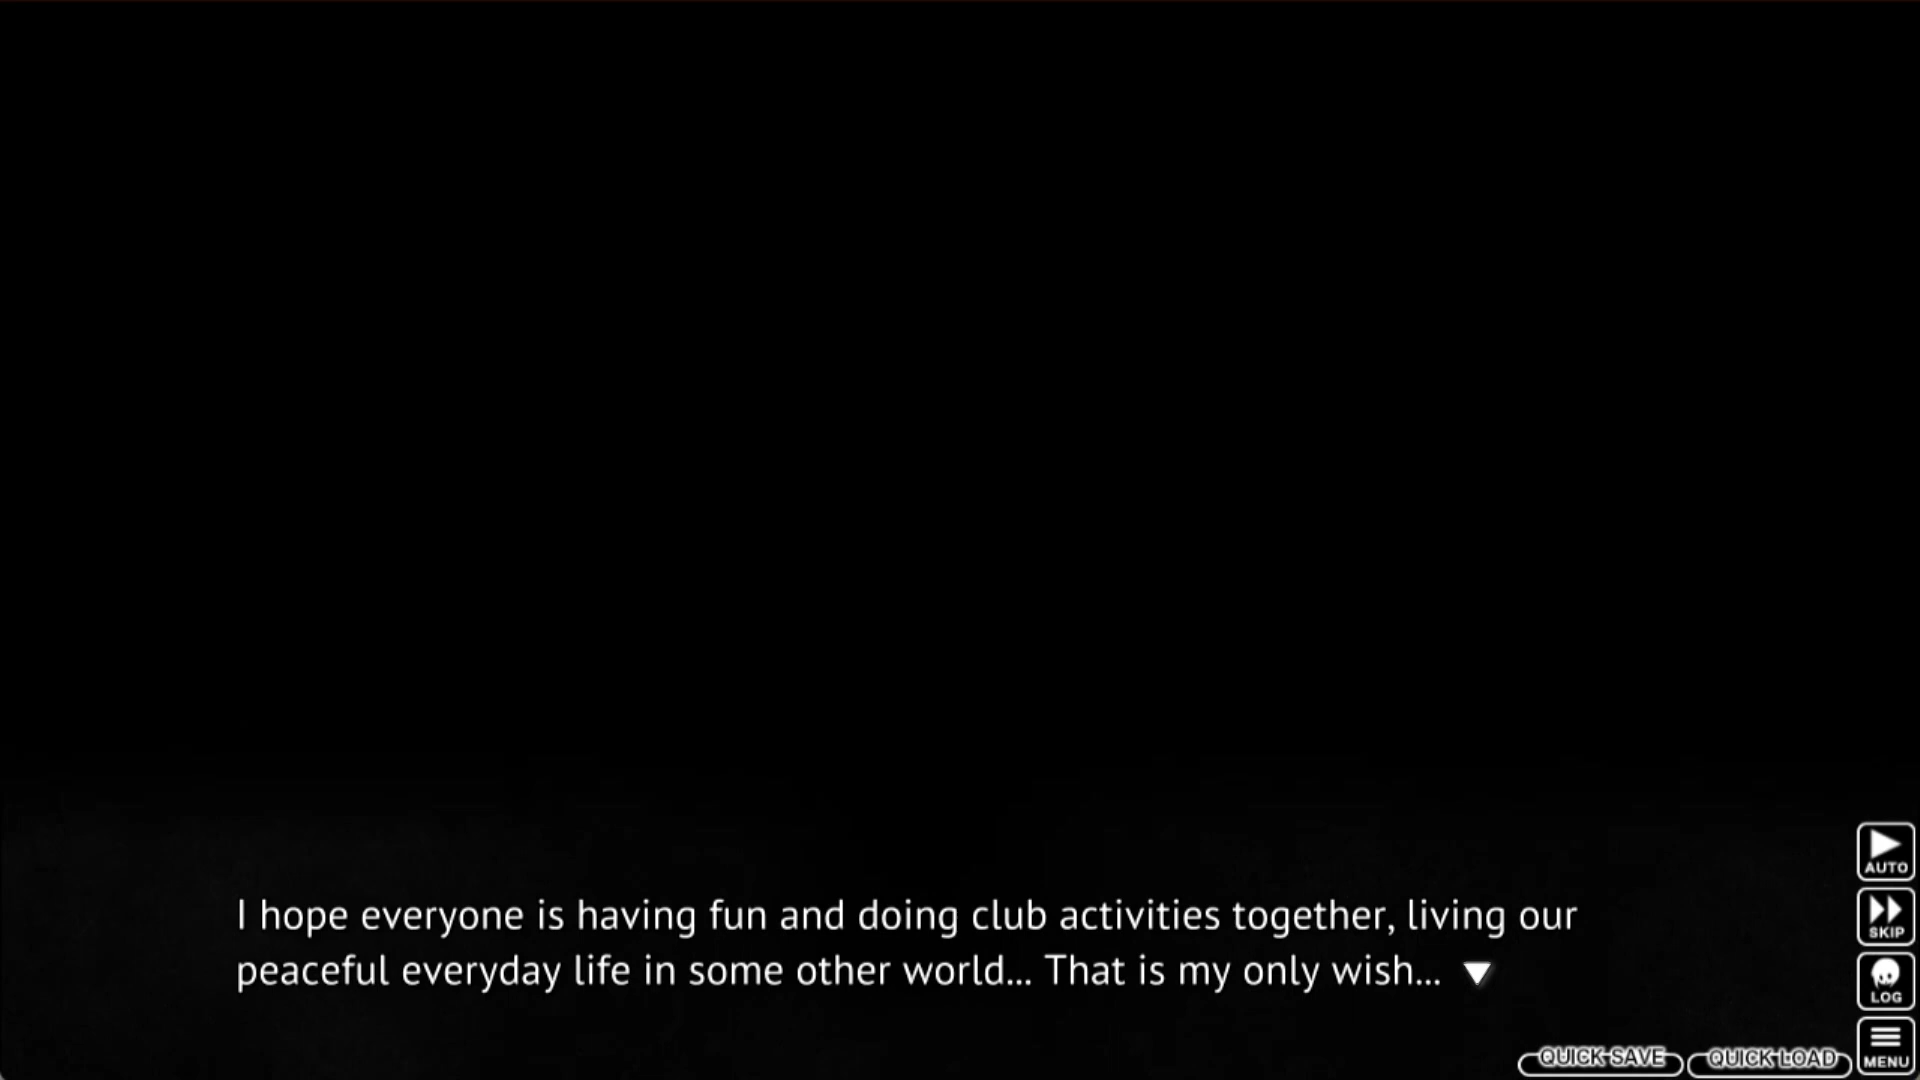 I hope everyone is having fun and doing club activities together, living our
peaceful everyday life in some other world... That is my only wish...
AUTO
SKIP
LOG
MENU
QUICK SAVE
QUICK LOAD